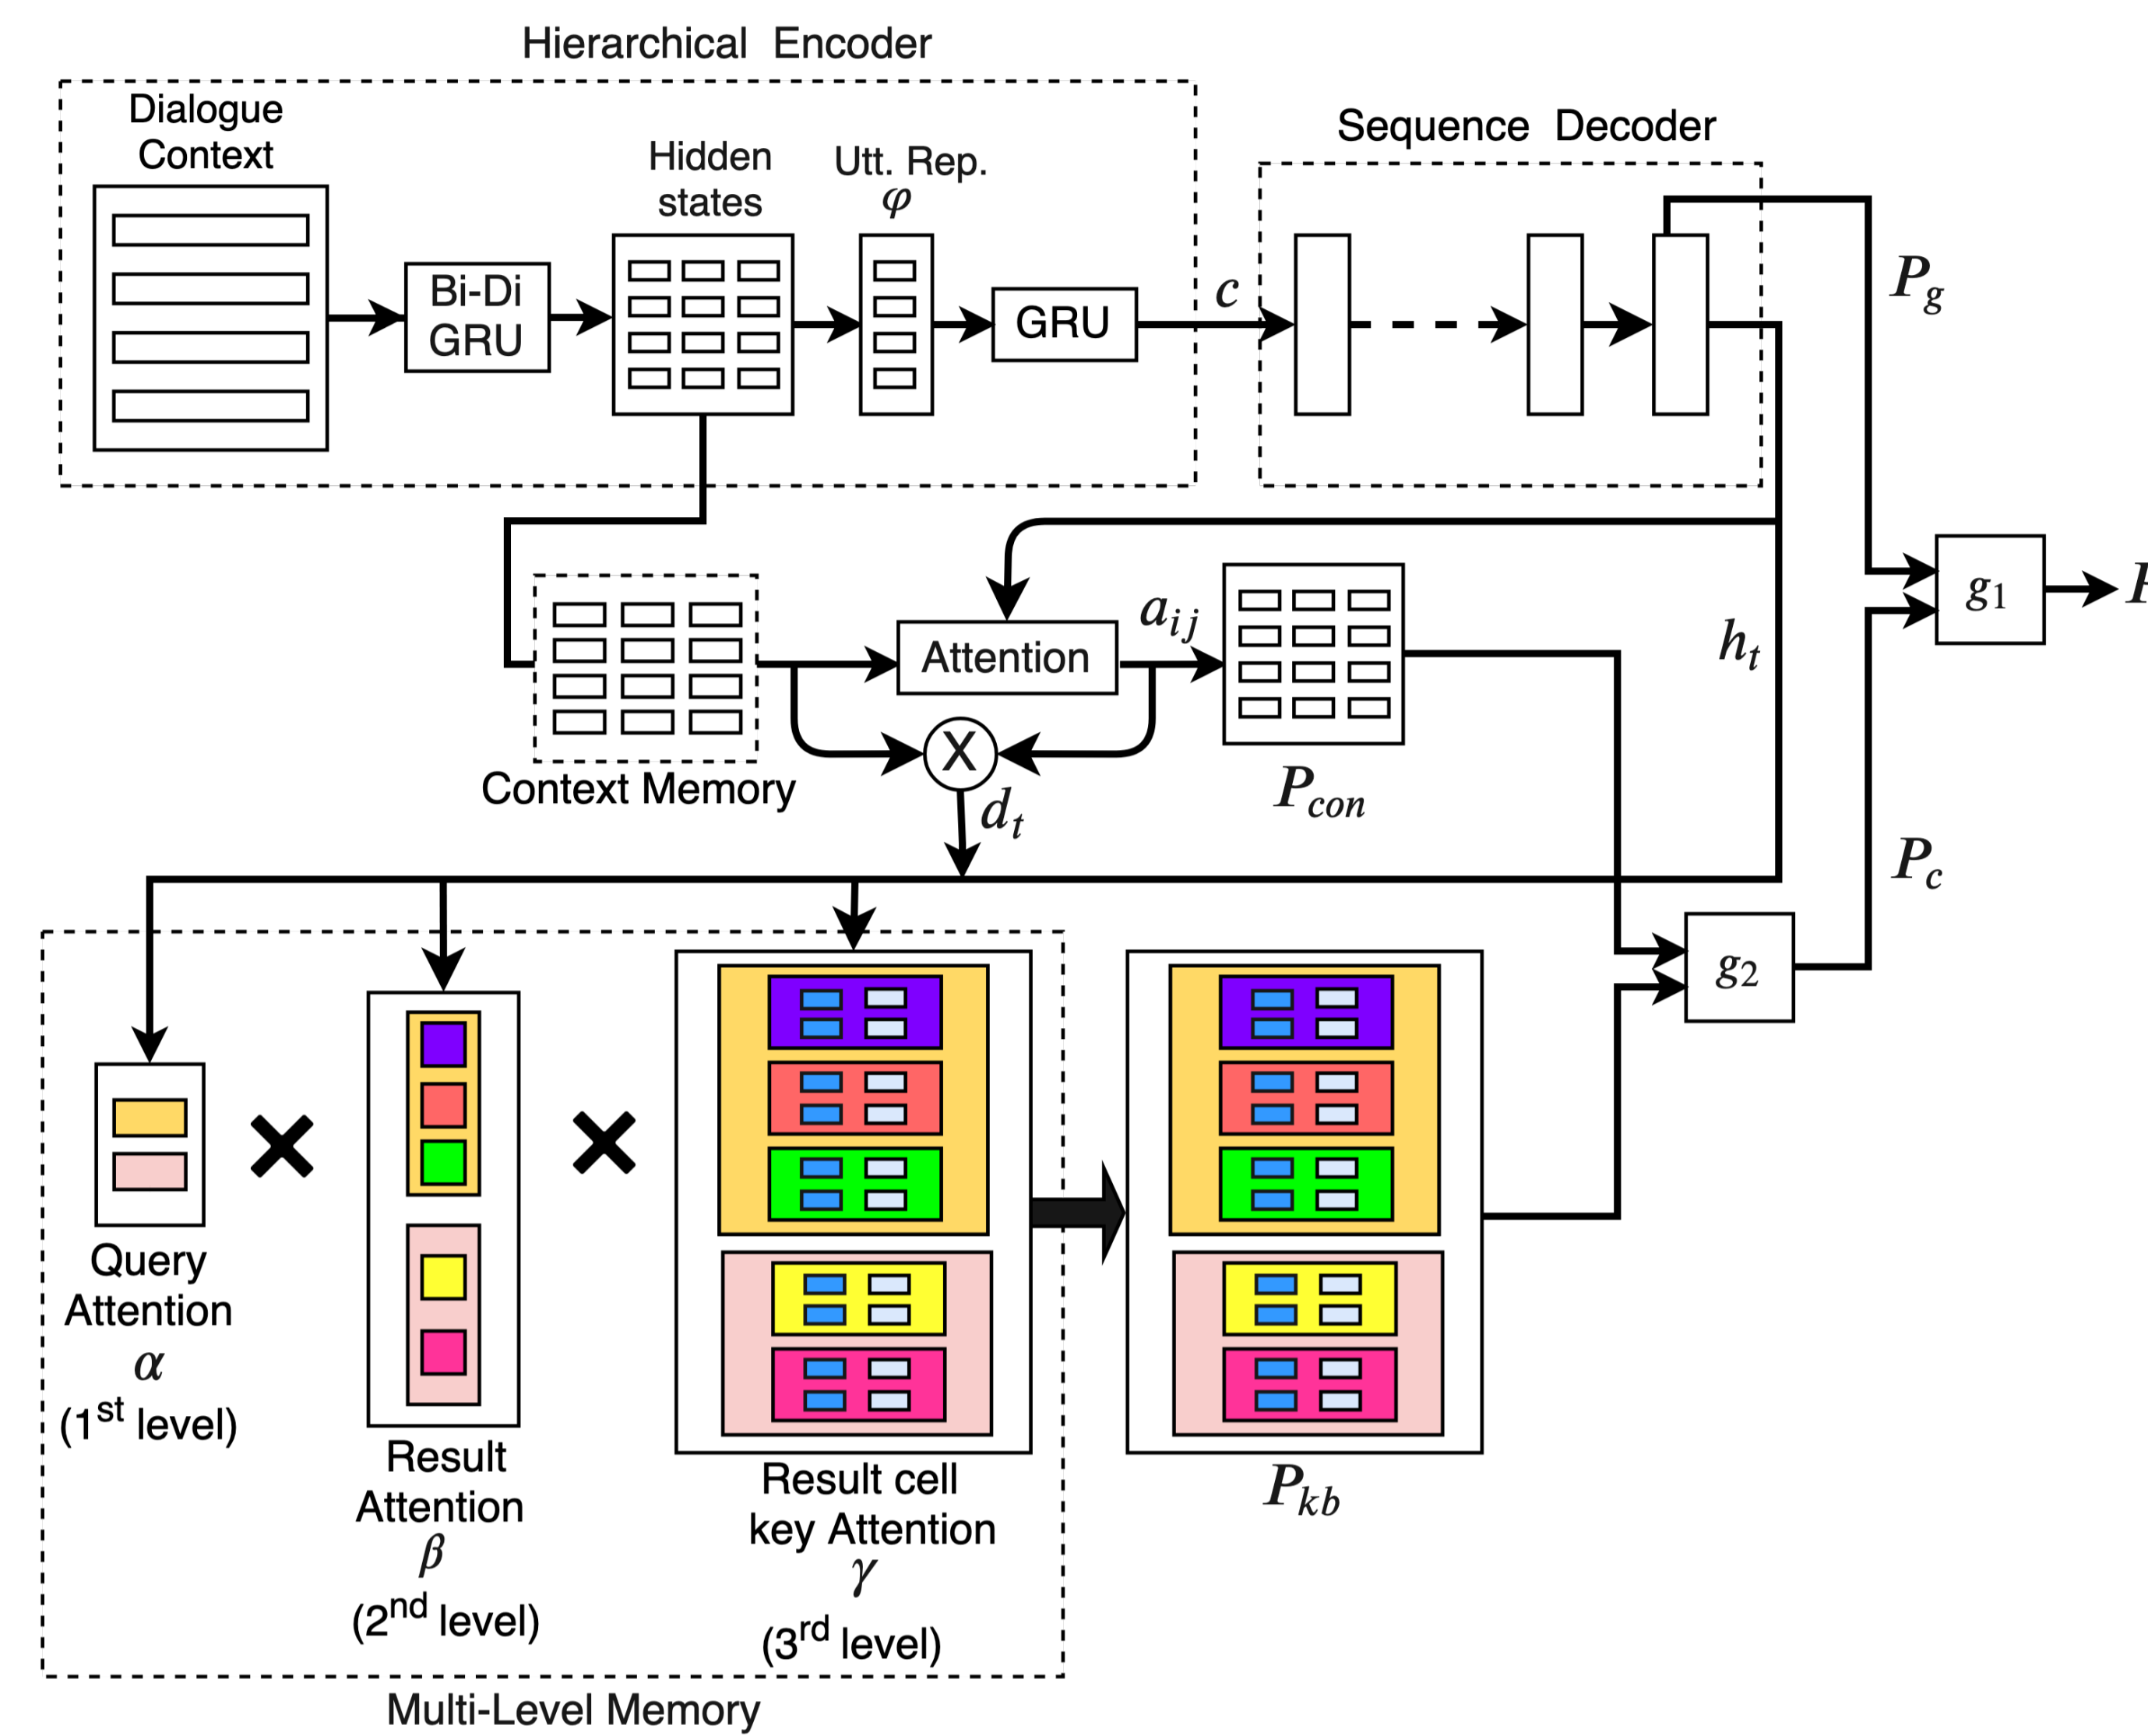 Hierarchical Encoder
Dialogue
Context
Hidden
states
Utt. Rep.
φ
Bi-Di
GRU
GRU
c
Sequence Decoder
P_g
Attention
a_ij
h_t
g_1
X
Context Memory
d_t
P_con
P_c
g_2
Query
Attention
α
(1st level)
Result
Attention
β
(2nd level)
Result cell
key Attention
γ
(3rd level)
P_kb
Multi-Level Memory